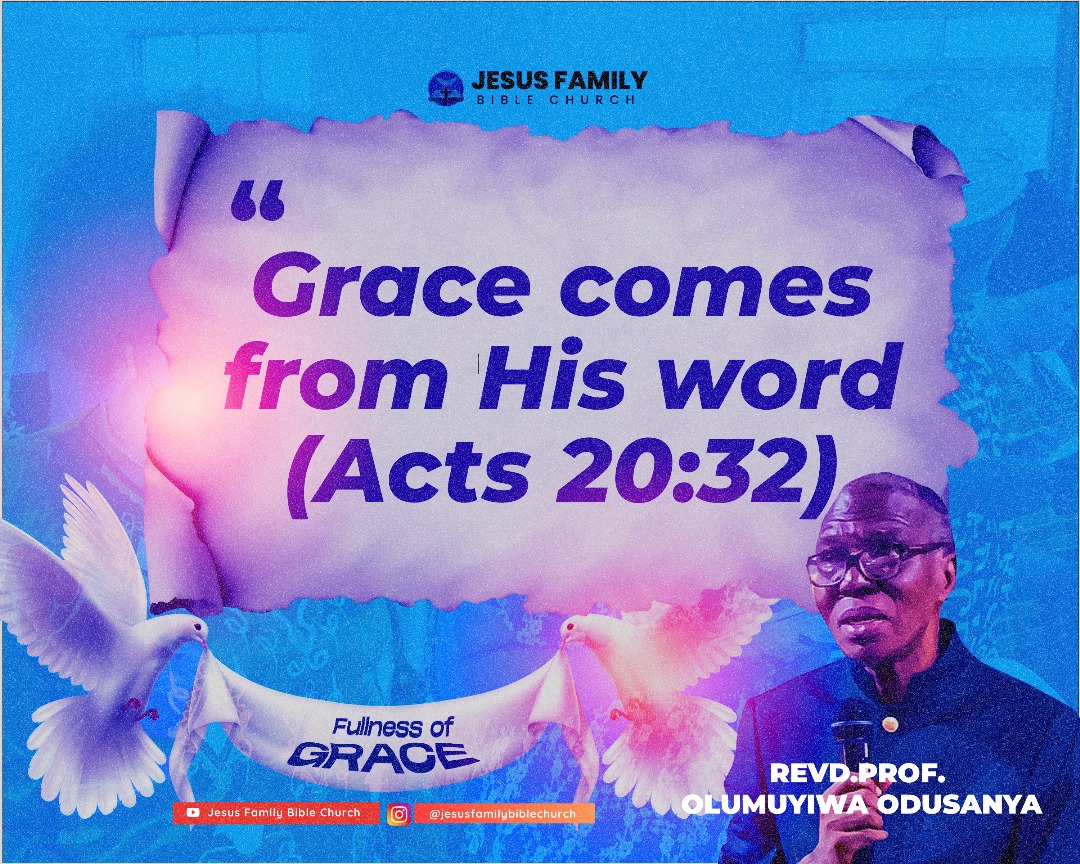 JESUS FAMILY
BIBLE CHURCH
“
Grace comes
from His word
(Acts 20:32)
Fullness of
GRACE
Jesus Family Bible Church
@jesusfamilybiblechurch
REVD.PROF.
OLUMUYIWA ODUSANYA